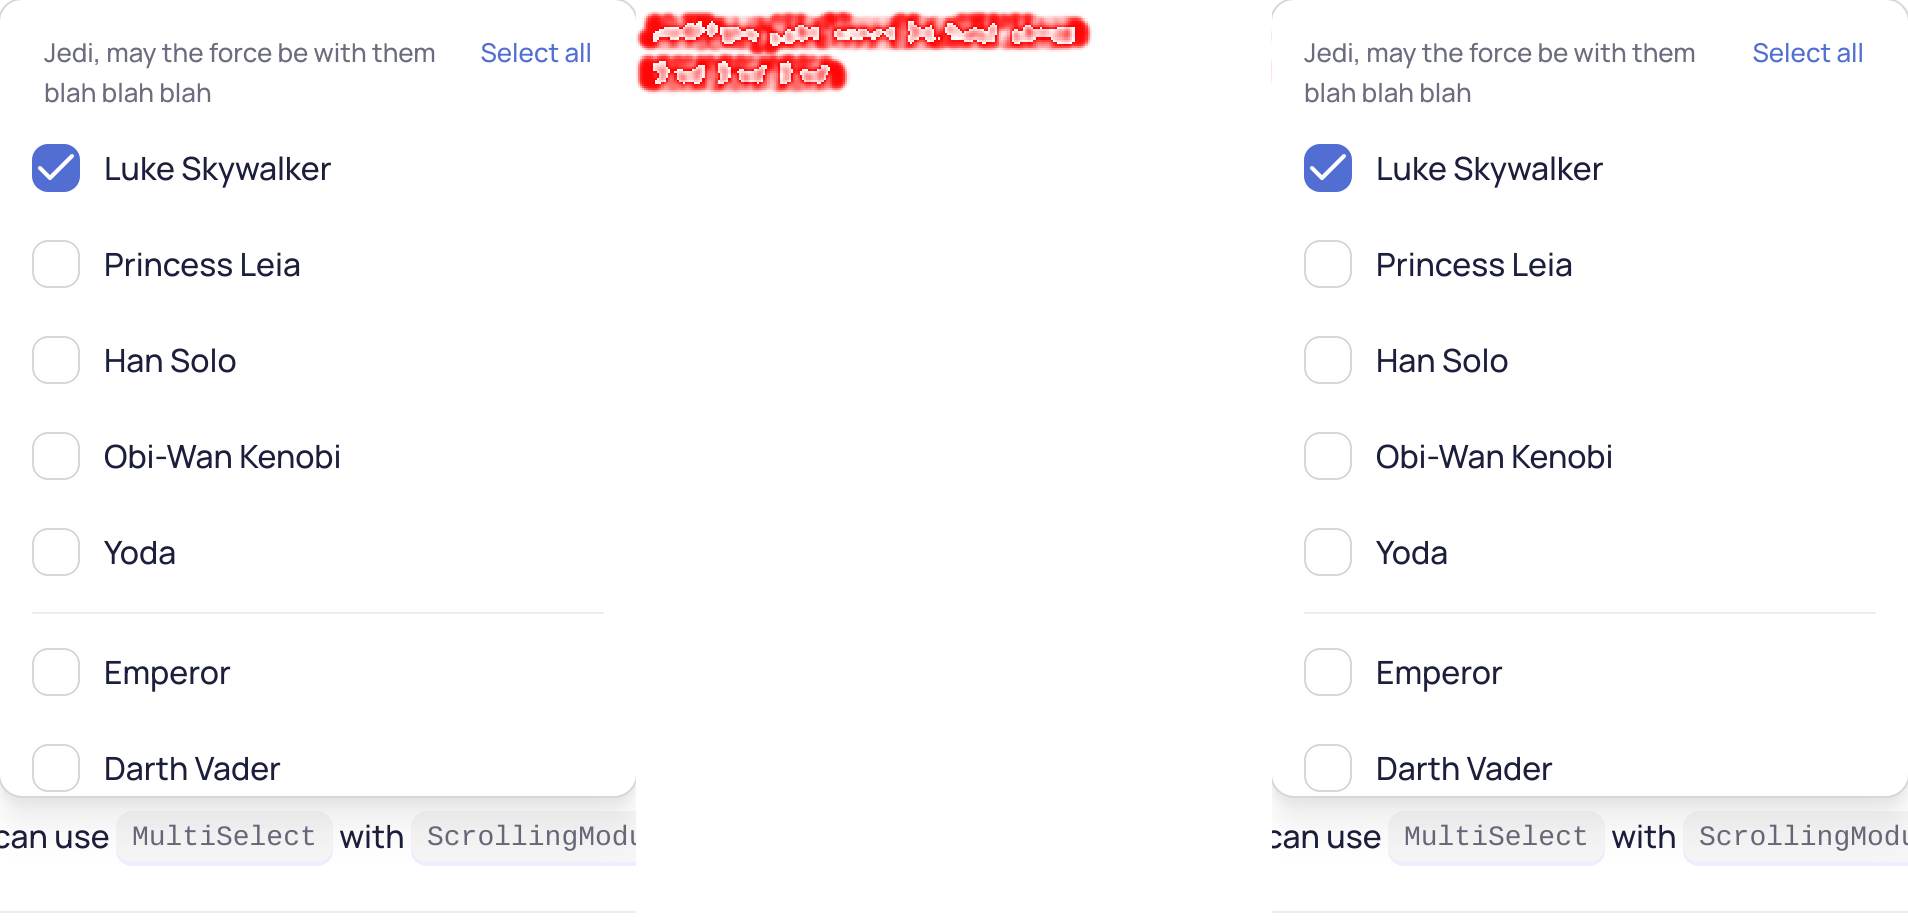 Jedi, may the force be with them Select all
blah blah blah
Luke Skywalker
Princess Leia
Han Solo
Obi-Wan Kenobi
Yoda
Emperor
Darth Vader
can use MultiSelect with ScrollingModu
Jedi, may the force be with them Select all
blah blah blah
Luke Skywalker
Princess Leia
Han Solo
Obi-Wan Kenobi
Yoda
Emperor
Darth Vader
can use MultiSelect with ScrollingModu